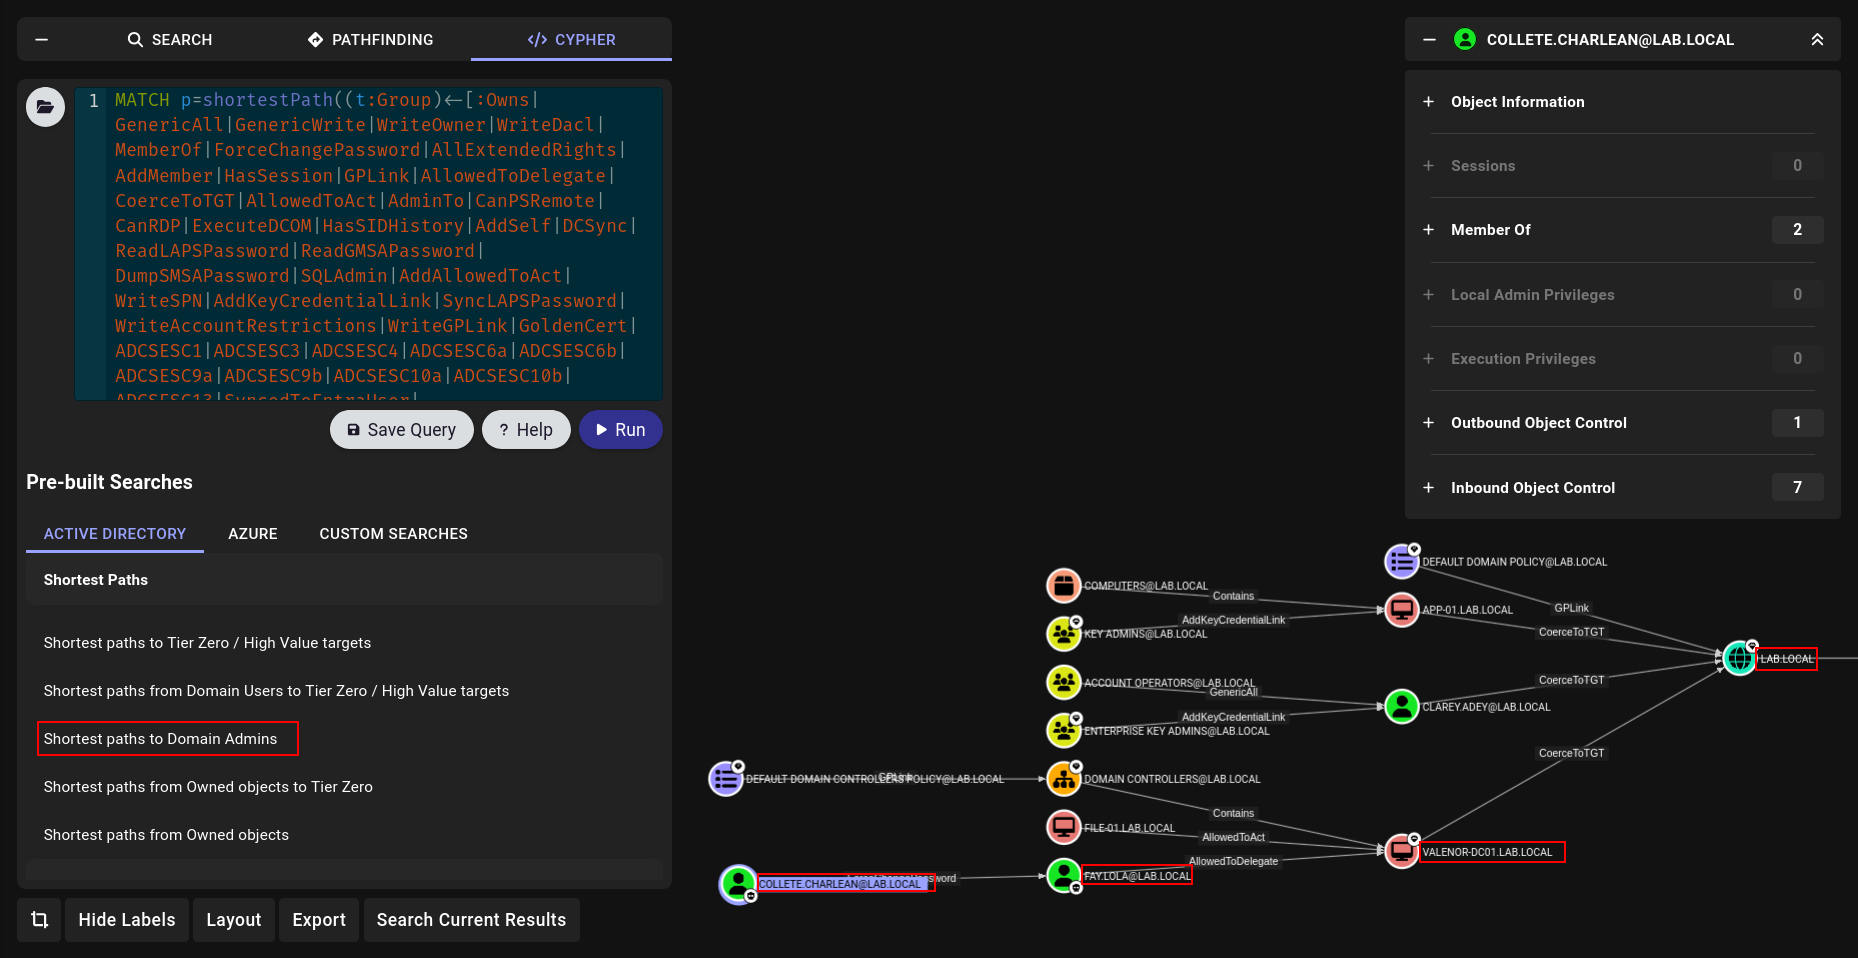 SEARCH
PATHFINDING
</> CYPHER
1
MATCH p=shortestPath((t:Group)<-[:Owns|
GenericAll|GenericWrite|WriteOwner|WriteDacl|
MemberOf|ForceChangePassword|AllExtendedRights|
AddMember|HasSession|GPLink|AllowedToDelegate|
CoerceToTGT|AllowedToAct|AdminTo|CanPSRemote|
CanRDP|ExecuteDCOM|HasSIDHistory|AddSelf|DCSync|
ReadLAPSPassword|ReadGMSAPassword|
DumpSMSAPassword|SQLAdmin|AddAllowedToAct|
WriteSPN|AddKeyCredentialLink|SyncLAPSPassword|
WriteAccountRestrictions|WriteGPLink|GoldenCert|
ADCSESC1|ADCSESC3|ADCSESC4|ADCSESC6a|ADCSESC6b|
ADCSESC9a|ADCSESC9b|ADCSESC10a|ADCSESC10b|
ADCSESC13|SyncedToEntraUser|
Save Query
? Help
Run
Pre-built Searches
ACTIVE DIRECTORY
AZURE
CUSTOM SEARCHES
Shortest Paths
Shortest paths to Tier Zero / High Value targets
Shortest paths from Domain Users to Tier Zero / High Value targets
Shortest paths to Domain Admins
Shortest paths from Owned objects to Tier Zero
Shortest paths from Owned objects
Hide Labels
Layout
Export
Search Current Results
COLLETE.CHARLEAN@LAB.LOCAL
+ Object Information
+ Sessions 0
+ Member Of 2
+ Local Admin Privileges 0
+ Execution Privileges 0
+ Outbound Object Control 1
+ Inbound Object Control 7
DEFAULT DOMAIN POLICY@LAB.LOCAL
COMPUTERS@LAB.LOCAL
Contains
APP-01.LAB.LOCAL
GPLink
AddKeyCredentialLink
KEY ADMINS@LAB.LOCAL
CoerceToTGT
LAB.LOCAL
ACCOUNT OPERATORS@LAB.LOCAL
GenericAll
CoerceToTGT
CLAREY.ADEY@LAB.LOCAL
AddKeyCredentialLink
ENTERPRISE KEY ADMINS@LAB.LOCAL
CoerceToTGT
DEFAULT DOMAIN CONTROLLERS POLICY@LAB.LOCAL
GPLink
DOMAIN CONTROLLERS@LAB.LOCAL
Contains
FILE-01.LAB.LOCAL
AllowedToAct
VALENOR-DC01.LAB.LOCAL
AllowedToDelegate
FAY.LOLA@LAB.LOCAL
COLLETE.CHARLEAN@LAB.LOCAL